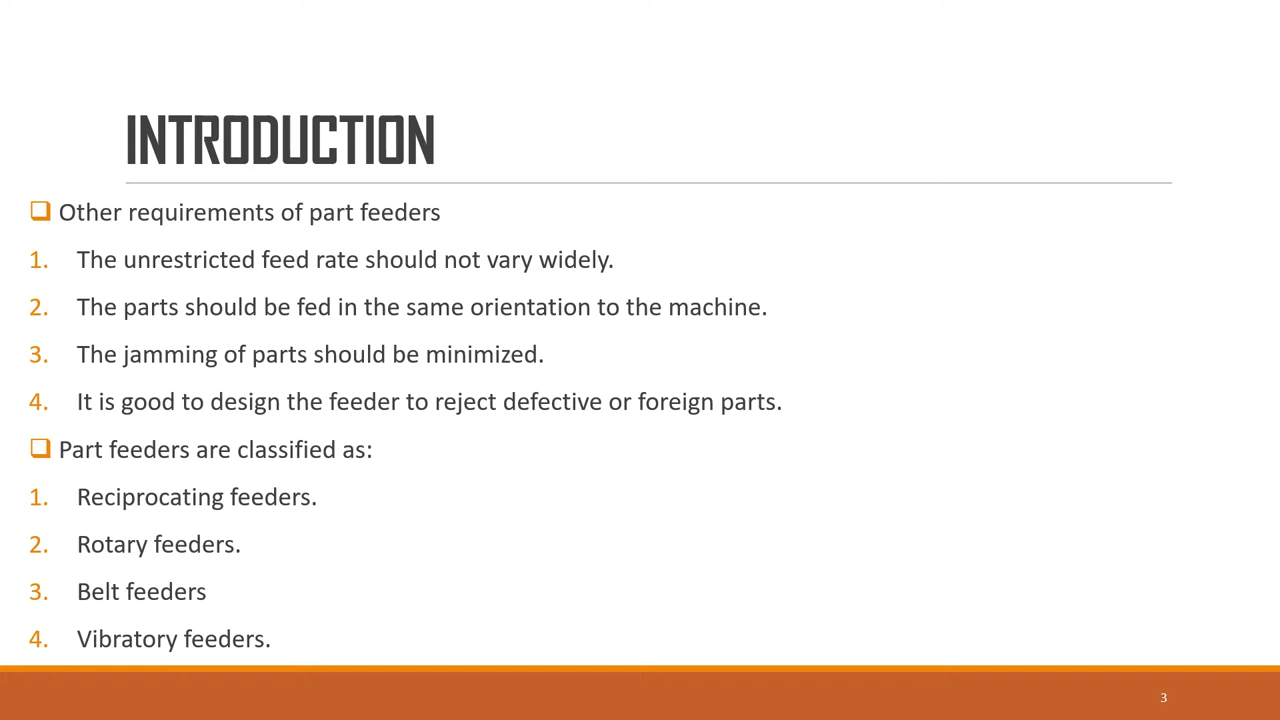 INTRODUCTION
❑ Other requirements of part feeders
1. The unrestricted feed rate should not vary widely.
2. The parts should be fed in the same orientation to the machine.
3. The jamming of parts should be minimized.
4. It is good to design the feeder to reject defective or foreign parts.
❑ Part feeders are classified as:
1. Reciprocating feeders.
2. Rotary feeders.
3. Belt feeders
4. Vibratory feeders.
3